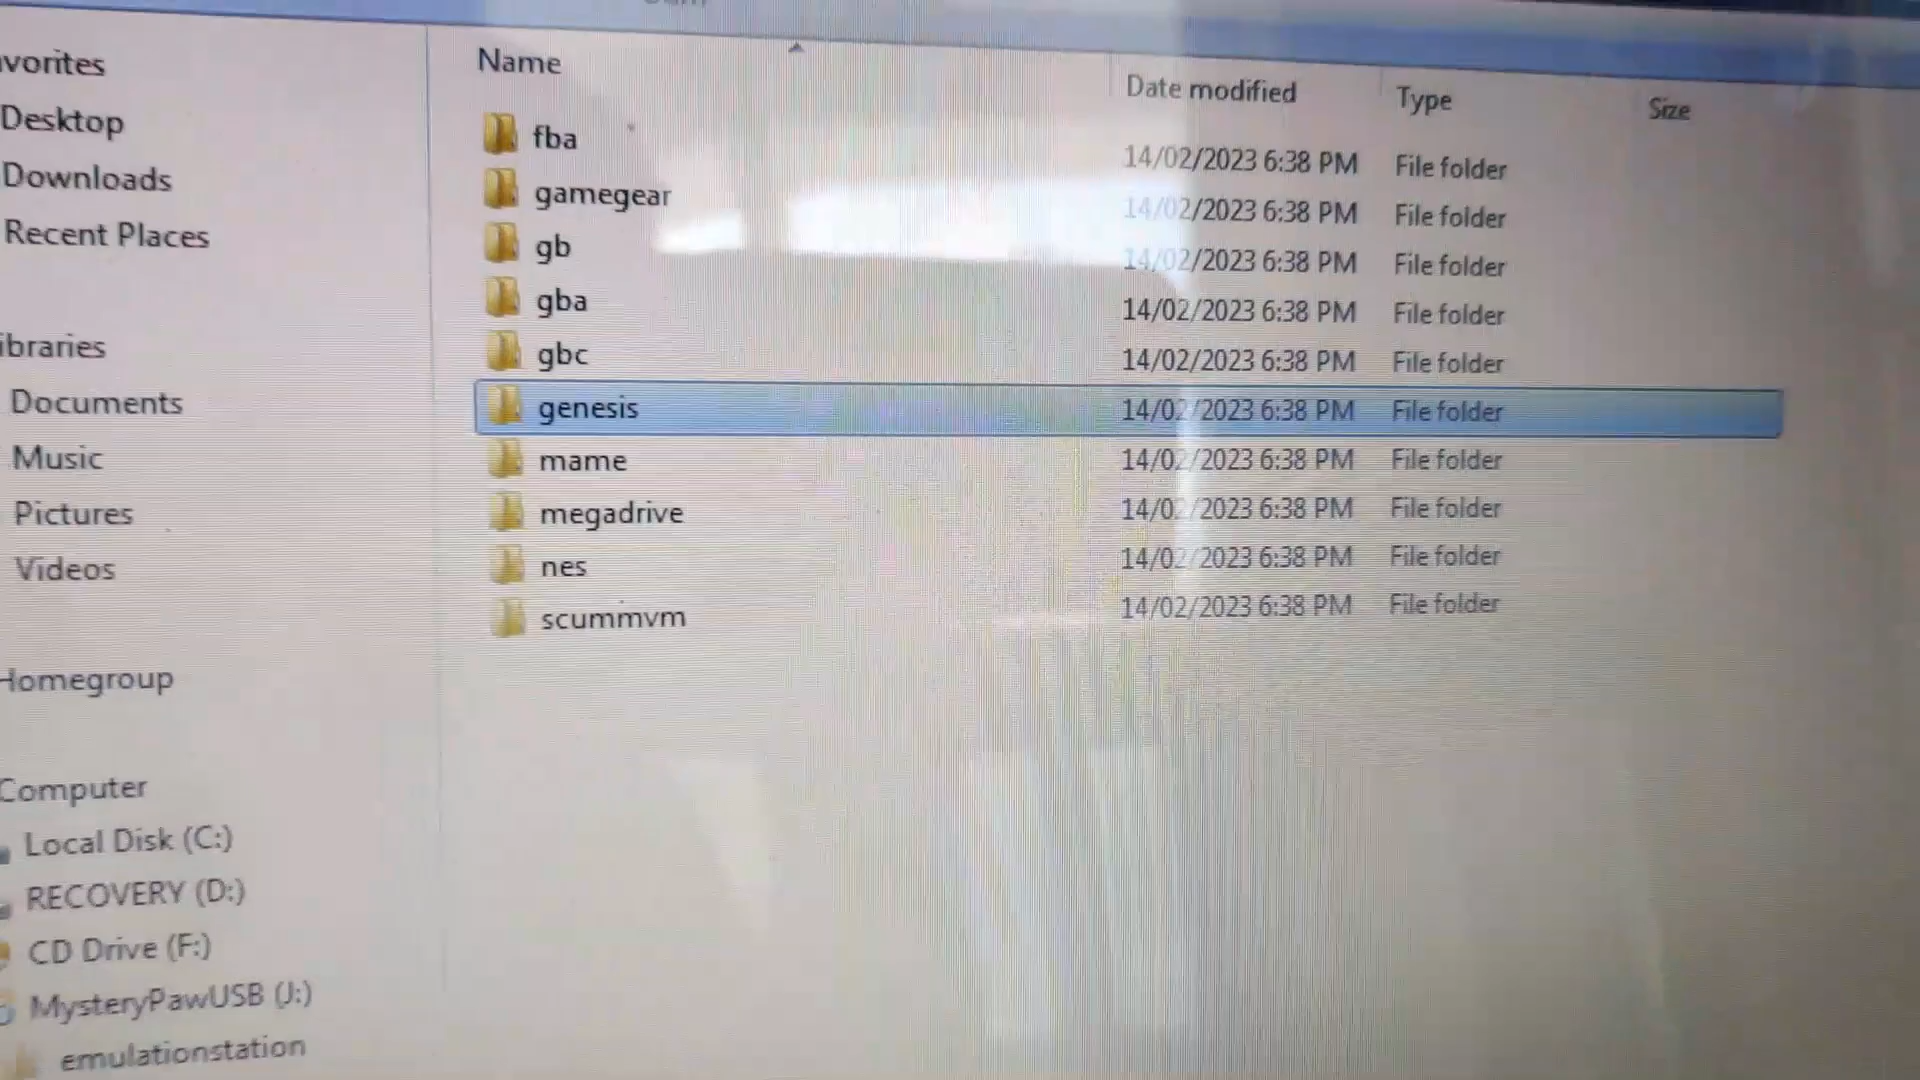 Name
Date modified
Type
Size
vorites
Desktop
Downloads
Recent Places
ibraries
Documents
Music
Pictures
Videos
Homegroup
Computer
Local Disk (C:)
RECOVERY (D:)
CD Drive (F:)
MysteryPawUSB (J:)
emulationstation
fba 14/02/2023 6:38 PM File folder
gamegear 14/02/2023 6:38 PM File folder
gb 14/02/2023 6:38 PM File folder
gba 14/02/2023 6:38 PM File folder
gbc 14/02/2023 6:38 PM File folder
genesis 14/02/2023 6:38 PM File folder
mame 14/02/2023 6:38 PM File folder
megadrive 14/02/2023 6:38 PM File folder
nes 14/02/2023 6:38 PM File folder
scummvm 14/02/2023 6:38 PM File folder